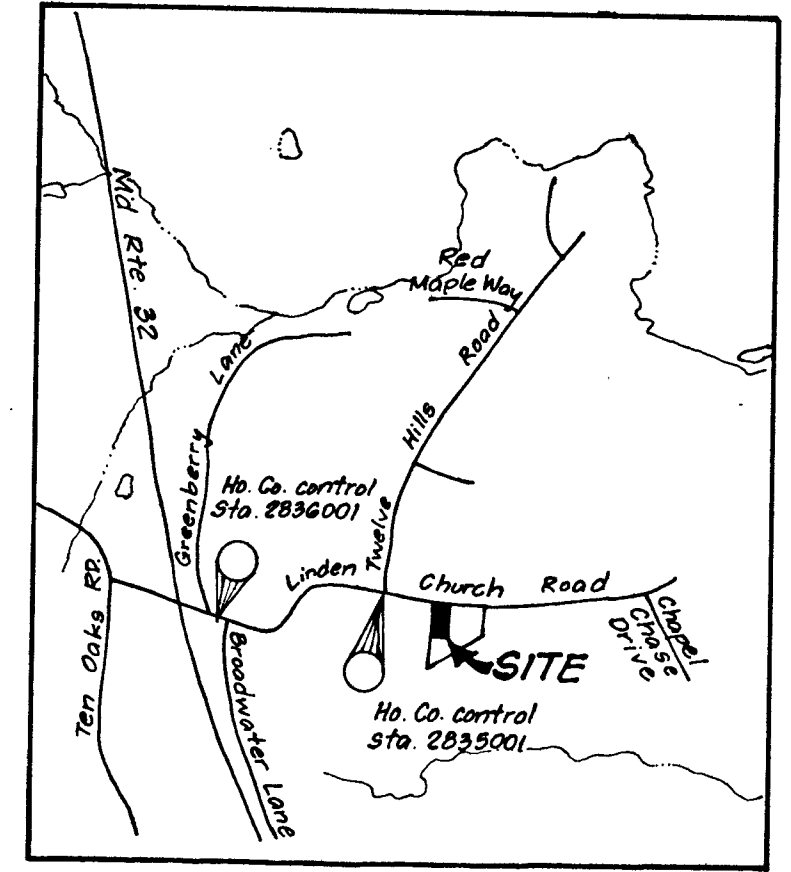 Red
Maple Way
Md Rte. 32
Greenberry Lane
Twelve Hills Road
Ho. Co. control
Sta. 2836001
Linden Church Road
Ten Oaks RD.
Broadwater Lane
Chapel
Chase
Drive
SITE
Ho. Co. control
Sta. 2835001